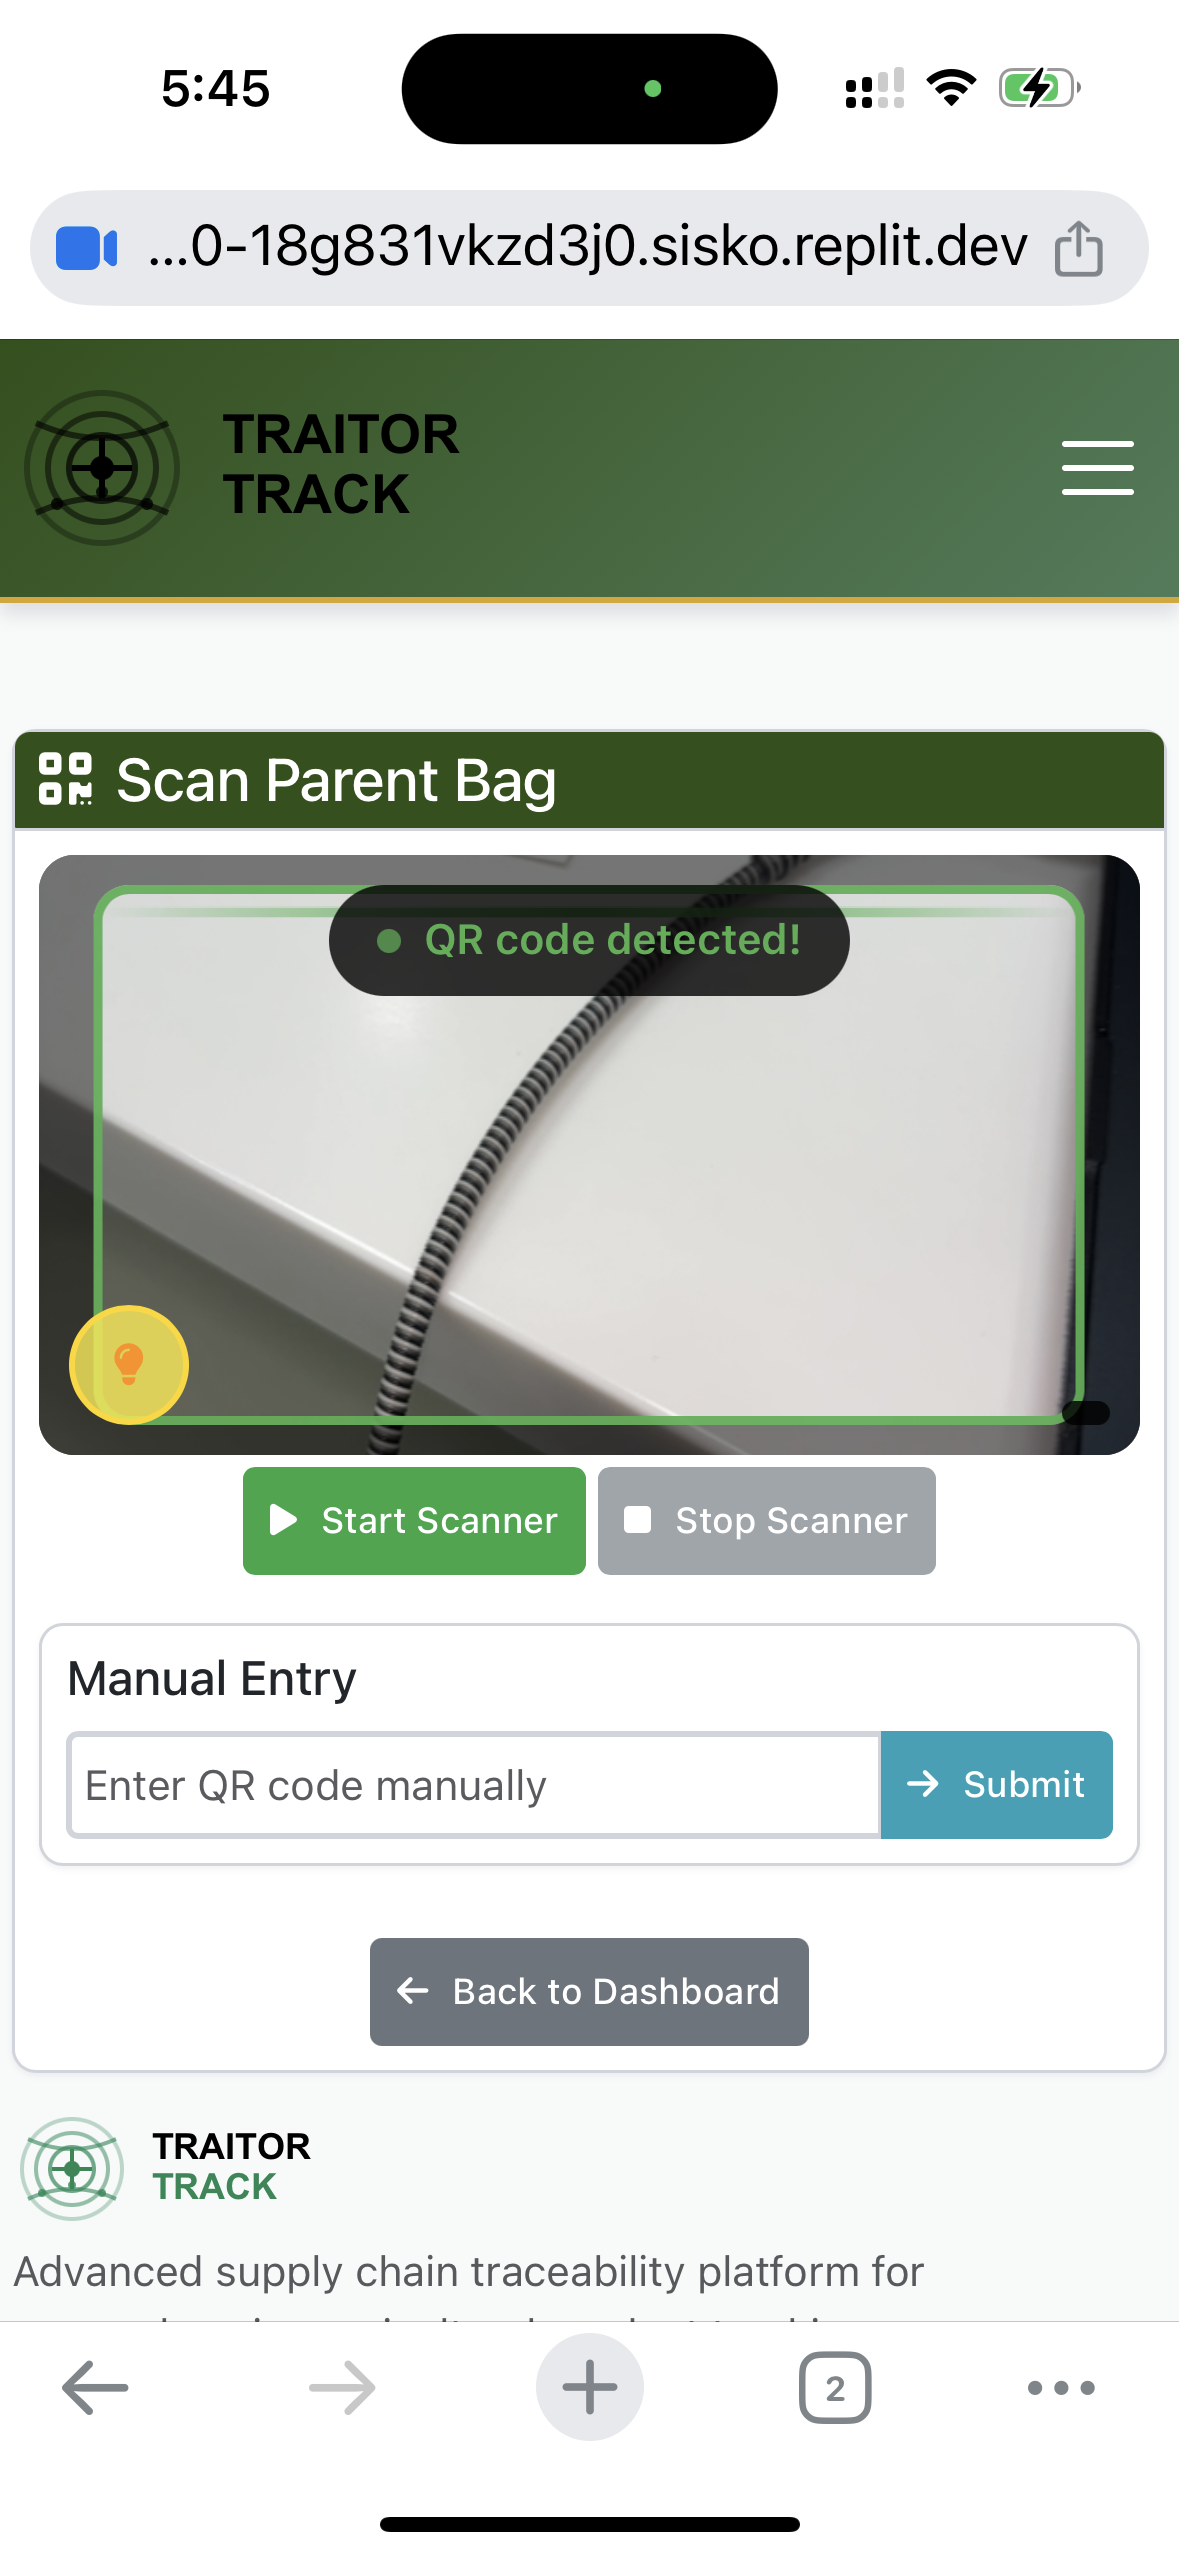 5:45
...0-18g831vkzd3j0.sisko.replit.dev
TRAITOR
TRACK
Scan Parent Bag
QR code detected!
Start Scanner
Stop Scanner
Manual Entry
Enter QR code manually
Submit
Back to Dashboard
TRAITOR
TRACK
Advanced supply chain traceability platform for
2